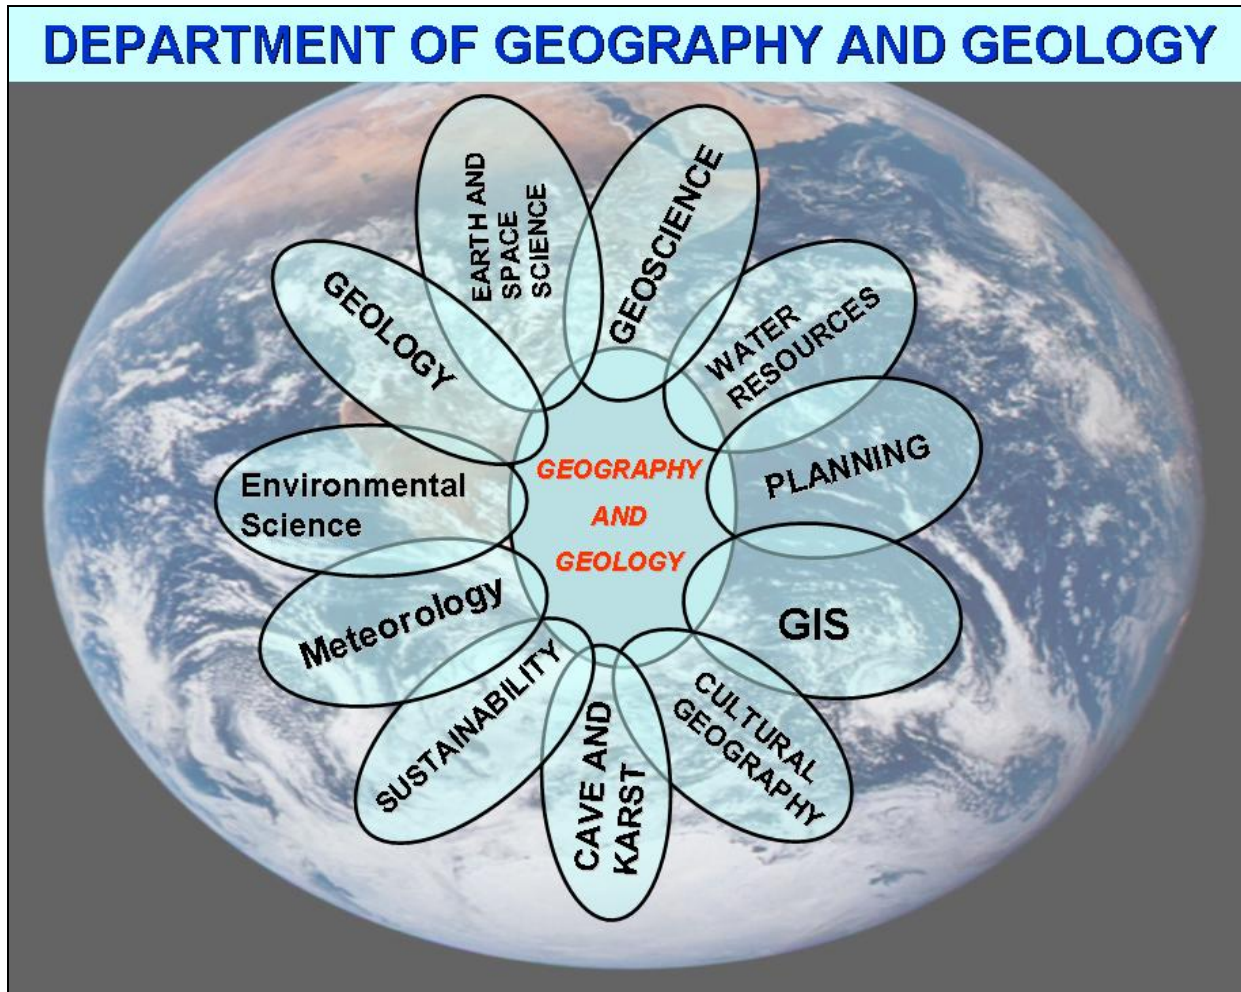 DEPARTMENT OF GEOGRAPHY AND GEOLOGY
EARTH AND
SPACE
SCIENCE
GEOSCIENCE
WATER
RESOURCES
PLANNING
GIS
CULTURAL
GEOGRAPHY
CAVE AND
KARST
SUSTAINABILITY
Meteorology
Environmental
Science
GEOLOGY
GEOGRAPHY
AND
GEOLOGY